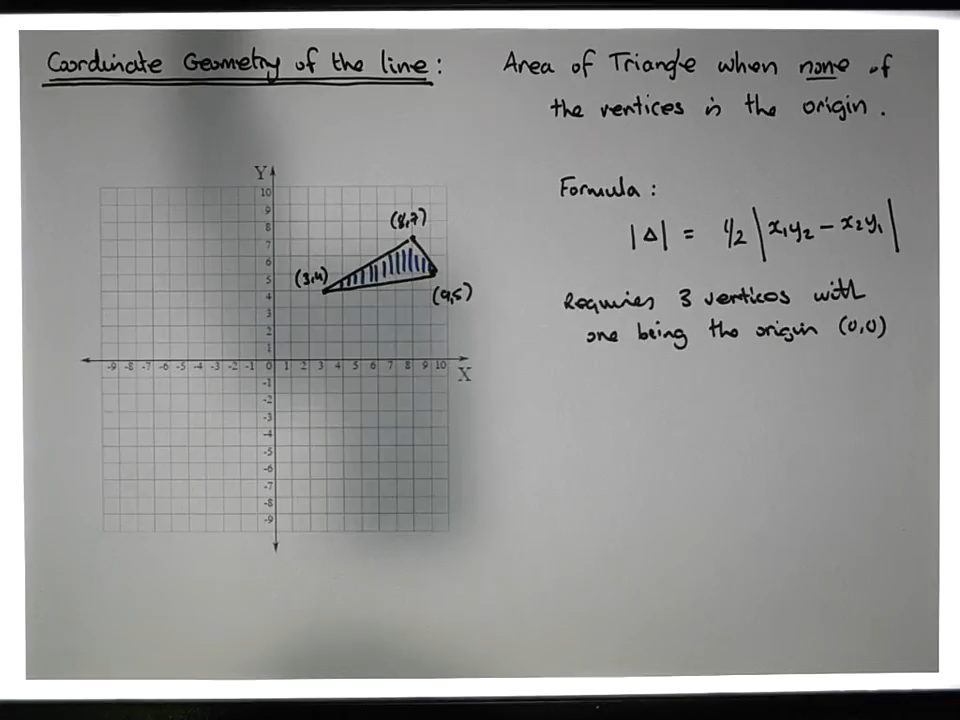 Coordinate Geometry of the line:
Area of Triangle when none of
the vertices is the origin.
Y
10
9
8
7
6
5
4
3
2
1
(8,7)
(3,4)
(9,5)
-9 -8 -7 -6 -5 -4 -3 -2 -1 0 1 2 3 4 5 6 7 8 9 10
X
-1
-2
-3
-4
-5
-6
-7
-8
-9
Formula:
|Δ| = 1/2 |x₁y₂ - x₂y₁|
Requires 3 vertices with
one being the origin (0,0)